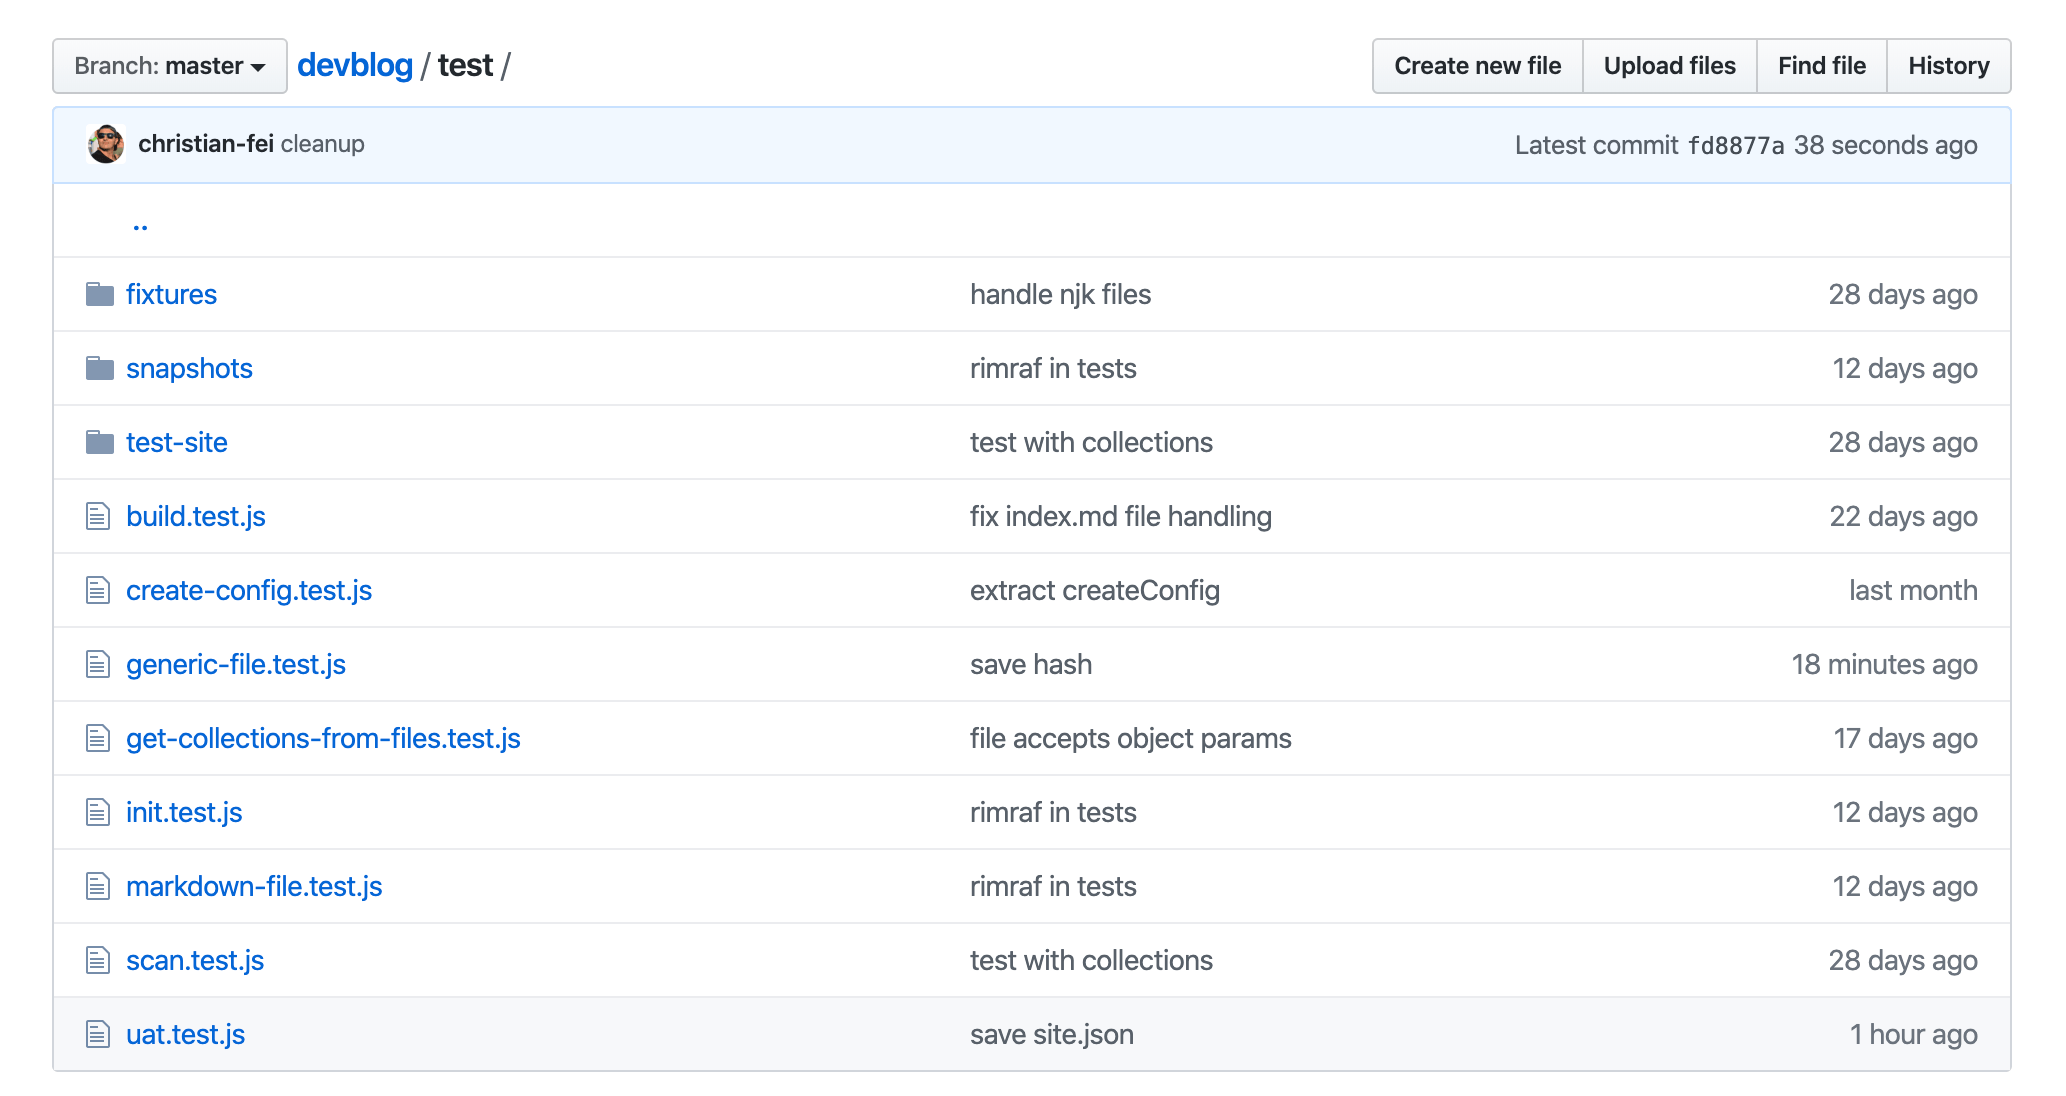 Branch: master devblog / test / Create new file Upload files Find file History
christian-fei cleanup Latest commit fd8877a 38 seconds ago
..
fixtures handle njk files 28 days ago
snapshots rimraf in tests 12 days ago
test-site test with collections 28 days ago
build.test.js fix index.md file handling 22 days ago
create-config.test.js extract createConfig last month
generic-file.test.js save hash 18 minutes ago
get-collections-from-files.test.js file accepts object params 17 days ago
init.test.js rimraf in tests 12 days ago
markdown-file.test.js rimraf in tests 12 days ago
scan.test.js test with collections 28 days ago
uat.test.js save site.json 1 hour ago